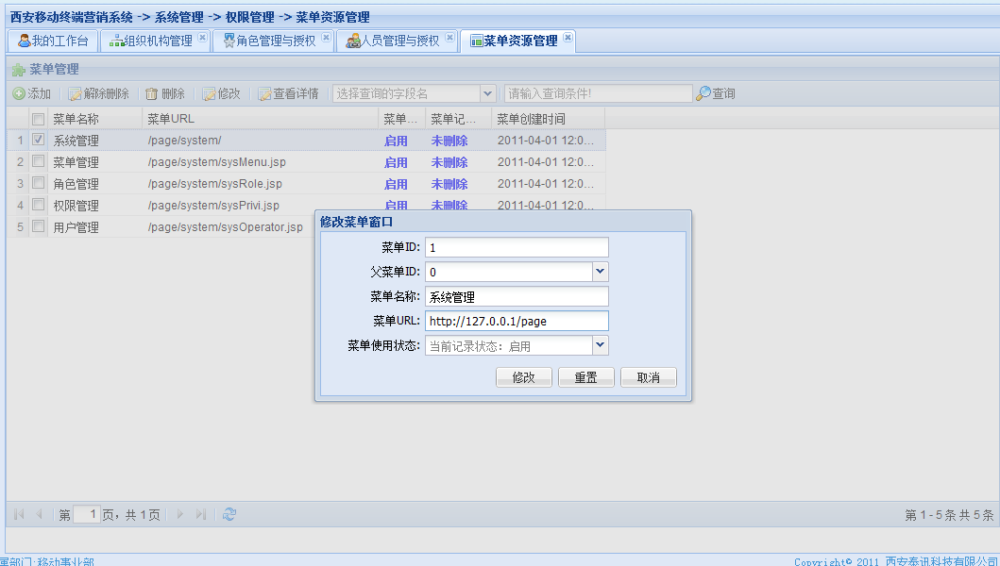 西安移动终端营销系统 -> 系统管理 -> 权限管理 -> 菜单资源管理
我的工作台 组织机构管理 角色管理与授权 人员管理与授权 菜单资源管理
菜单管理
添加 解除删除 删除 修改 查看详情 选择查询的字段名 请输入查询条件! 查询
菜单名称 菜单URL 菜单... 菜单记... 菜单创建时间
1 系统管理 /page/system/ 启用 未删除 2011-04-01 12:0...
2 菜单管理 /page/system/sysMenu.jsp 启用 未删除 2011-04-01 12:0...
3 角色管理 /page/system/sysRole.jsp 启用 未删除 2011-04-01 12:0...
4 权限管理 /page/system/sysPrivi.jsp 启用 未删除 2011-04-01 12:0...
5 用户管理 /page/system/sysOperator.jsp
修改菜单窗口
菜单ID: 1
父菜单ID: 0
菜单名称: 系统管理
菜单URL: http://127.0.0.1/page
菜单使用状态: 当前记录状态: 启用
修改 重置 取消
第 1 页, 共 1 页 第 1 - 5 条 共 5 条
属部门:移动事业部 Copyright© 2011 西安泰讯科技有限公司